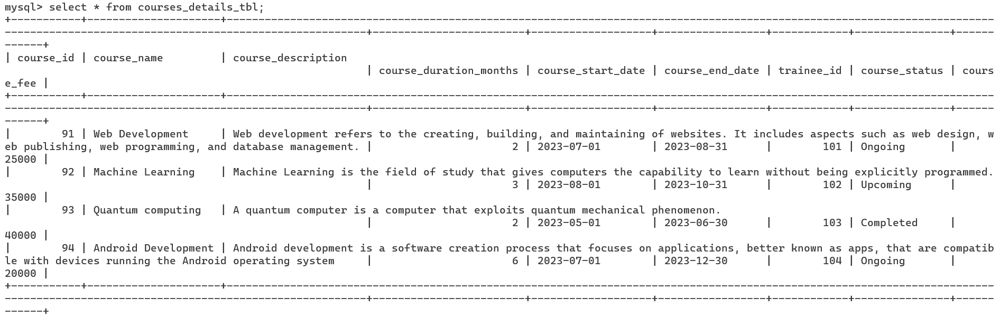 mysql> select * from courses_details_tbl;
+-----------+---------------------+-------------------------------------------------------------------------------------------------------------------------
---------------------------------------------------------+------------------------+-------------------+-----------------+------------+---------------+------
------+
| course_id | course_name         | course_description
                                                         | course_duration_months | course_start_date | course_end_date | trainee_id | course_status | cours
e_fee |
+-----------+---------------------+-------------------------------------------------------------------------------------------------------------------------
---------------------------------------------------------+------------------------+-------------------+-----------------+------------+---------------+------
------+
|        91 | Web Development     | Web development refers to the creating, building, and maintaining of websites. It includes aspects such as web design, w
eb publishing, web programming, and database management. |                      2 | 2023-07-01        | 2023-08-31      |        101 | Ongoing       |
25000 |
|        92 | Machine Learning    | Machine Learning is the field of study that gives computers the capability to learn without being explicitly programmed.
                                                         |                      3 | 2023-08-01        | 2023-10-31      |        102 | Upcoming      |
35000 |
|        93 | Quantum computing   | A quantum computer is a computer that exploits quantum mechanical phenomenon.
                                                         |                      2 | 2023-05-01        | 2023-06-30      |        103 | Completed     |
40000 |
|        94 | Android Development | Android development is a software creation process that focuses on applications, better known as apps, that are compatib
le with devices running the Android operating system     |                      6 | 2023-07-01        | 2023-12-30      |        104 | Ongoing       |
20000 |
+-----------+---------------------+-------------------------------------------------------------------------------------------------------------------------
---------------------------------------------------------+------------------------+-------------------+-----------------+------------+---------------+------
------+